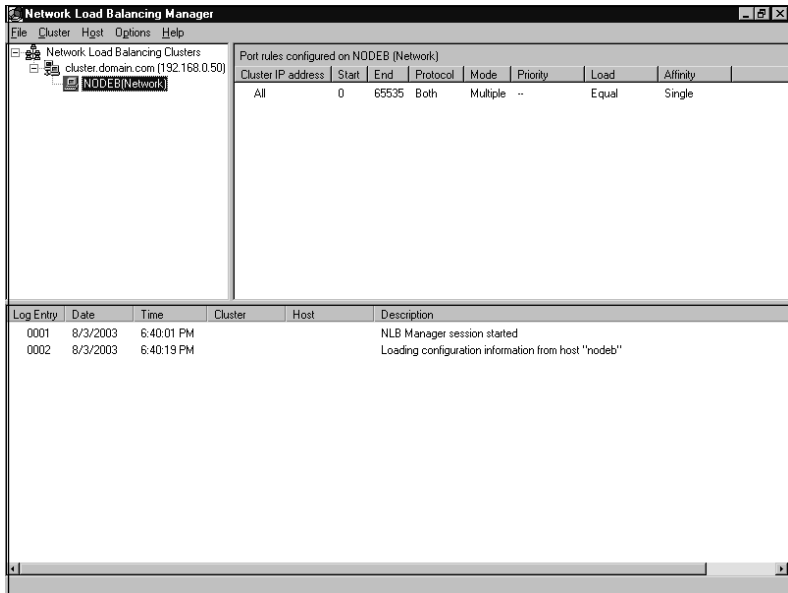 Network Load Balancing Manager
File Cluster Host Options Help
Network Load Balancing Clusters
cluster.domain.com (192.168.0.50)
NODEB(Network)
Port rules configured on NODEB (Network)
Cluster IP address Start End Protocol Mode Priority Load Affinity
All 0 65535 Both Multiple -- Equal Single
Log Entry Date Time Cluster Host Description
0001 8/3/2003 6:40:01 PM NLB Manager session started
0002 8/3/2003 6:40:19 PM Loading configuration information from host "nodeb"